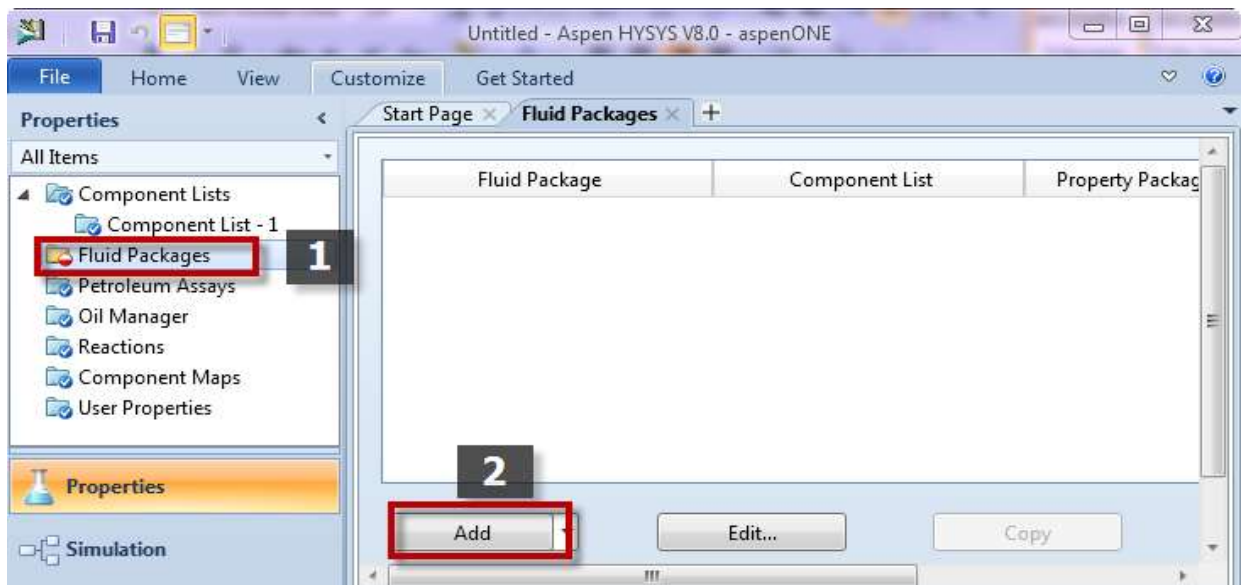 Untitled - Aspen HYSYS V8.0 - aspenONE
File Home View Customize Get Started
Properties
Start Page Fluid Packages
All Items
Fluid Package Component List Property Packag
Component Lists
Component List - 1
Fluid Packages
1
Petroleum Assays
Oil Manager
Reactions
Component Maps
User Properties
2
Properties
Add Edit... Copy
Simulation